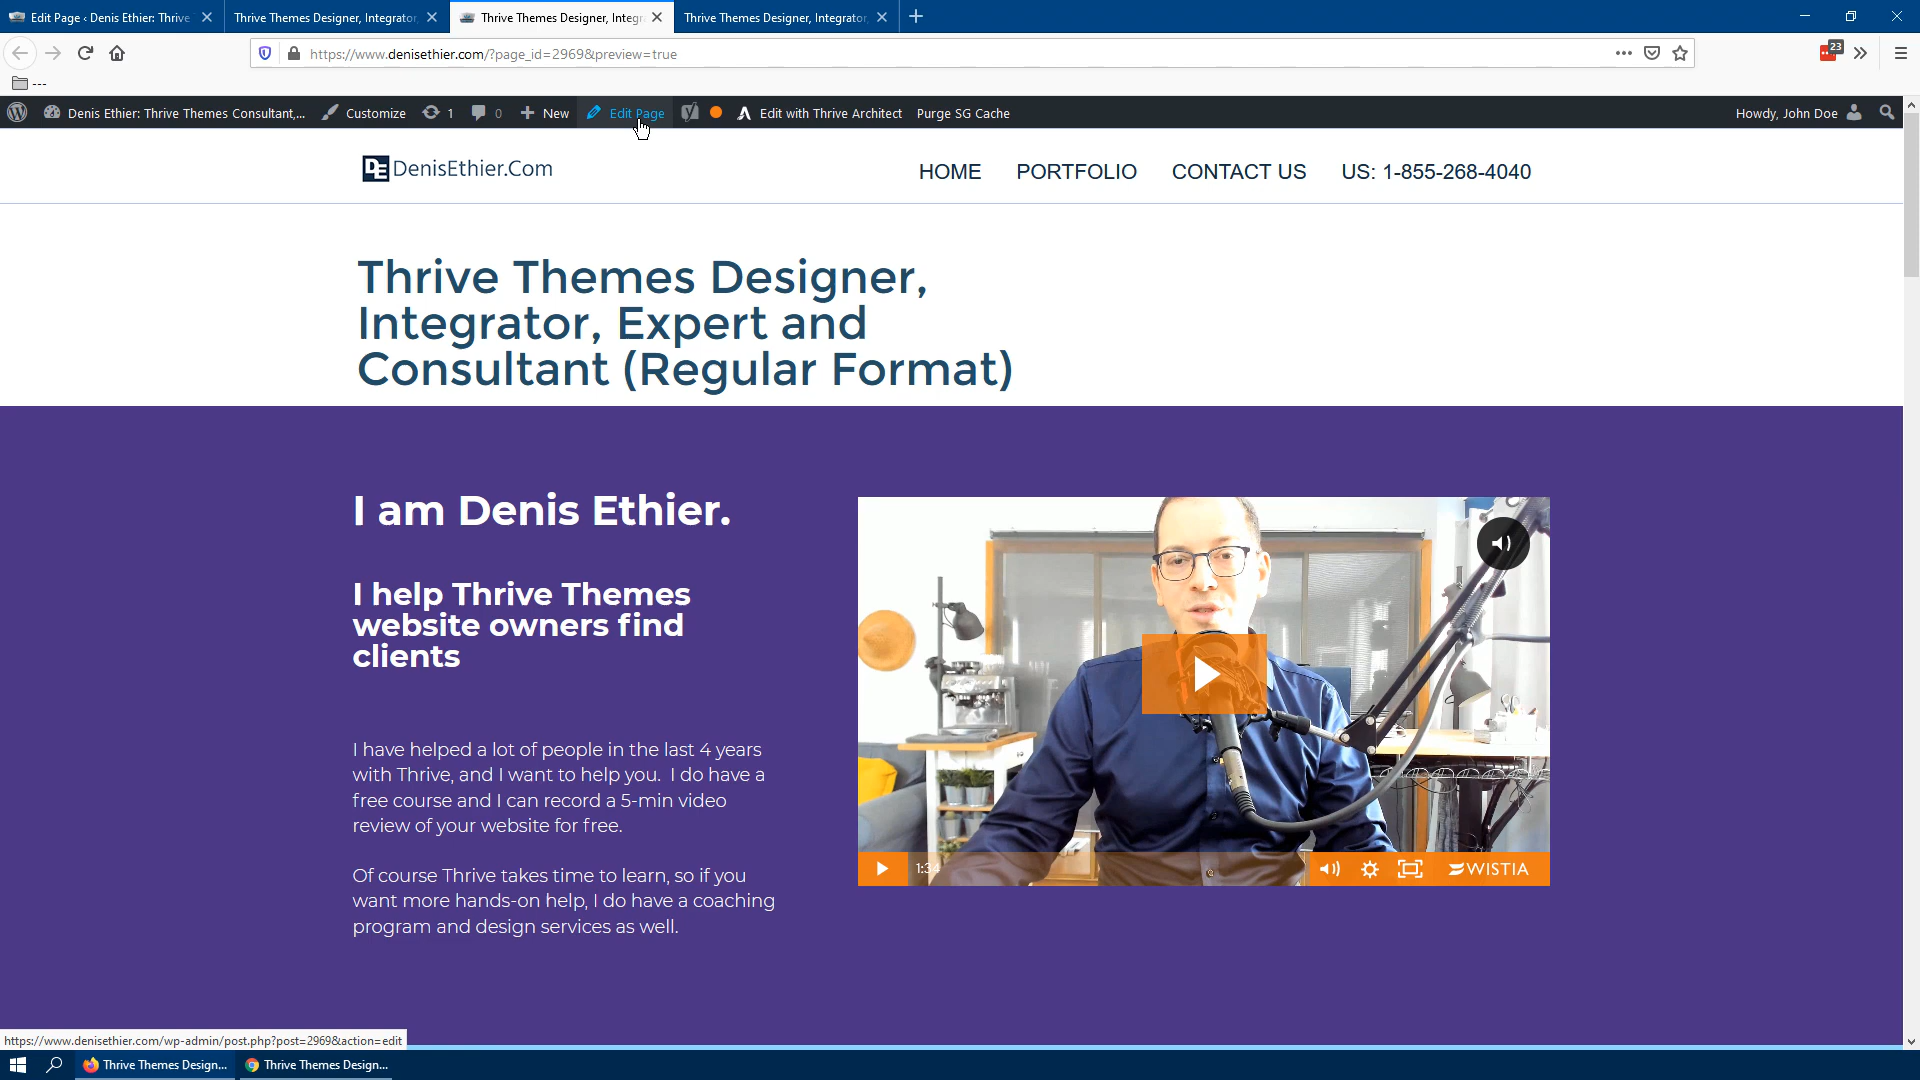 Edit Page ‹ Denis Ethier: Thrive
Thrive Themes Designer, Integrator,
Thrive Themes Designer, Integr
Thrive Themes Designer, Integrator,
https://www.denisethier.com/?page_id=2969&preview=true
23
---
Denis Ethier: Thrive Themes Consultant,...
Customize
1
0
New
Edit Page
Edit with Thrive Architect
Purge SG Cache
Howdy, John Doe
DE DenisEthier.Com
HOME
PORTFOLIO
CONTACT US
US: 1-855-268-4040
Thrive Themes Designer,
Integrator, Expert and
Consultant (Regular Format)
I am Denis Ethier.
I help Thrive Themes
website owners find
clients
I have helped a lot of people in the last 4 years
with Thrive, and I want to help you. I do have a
free course and I can record a 5-min video
review of your website for free.
Of course Thrive takes time to learn, so if you
want more hands-on help, I do have a coaching
program and design services as well.
1:34
WISTIA
https://www.denisethier.com/wp-admin/post.php?post=2969&action=edit
Thrive Themes Design...
Thrive Themes Design...